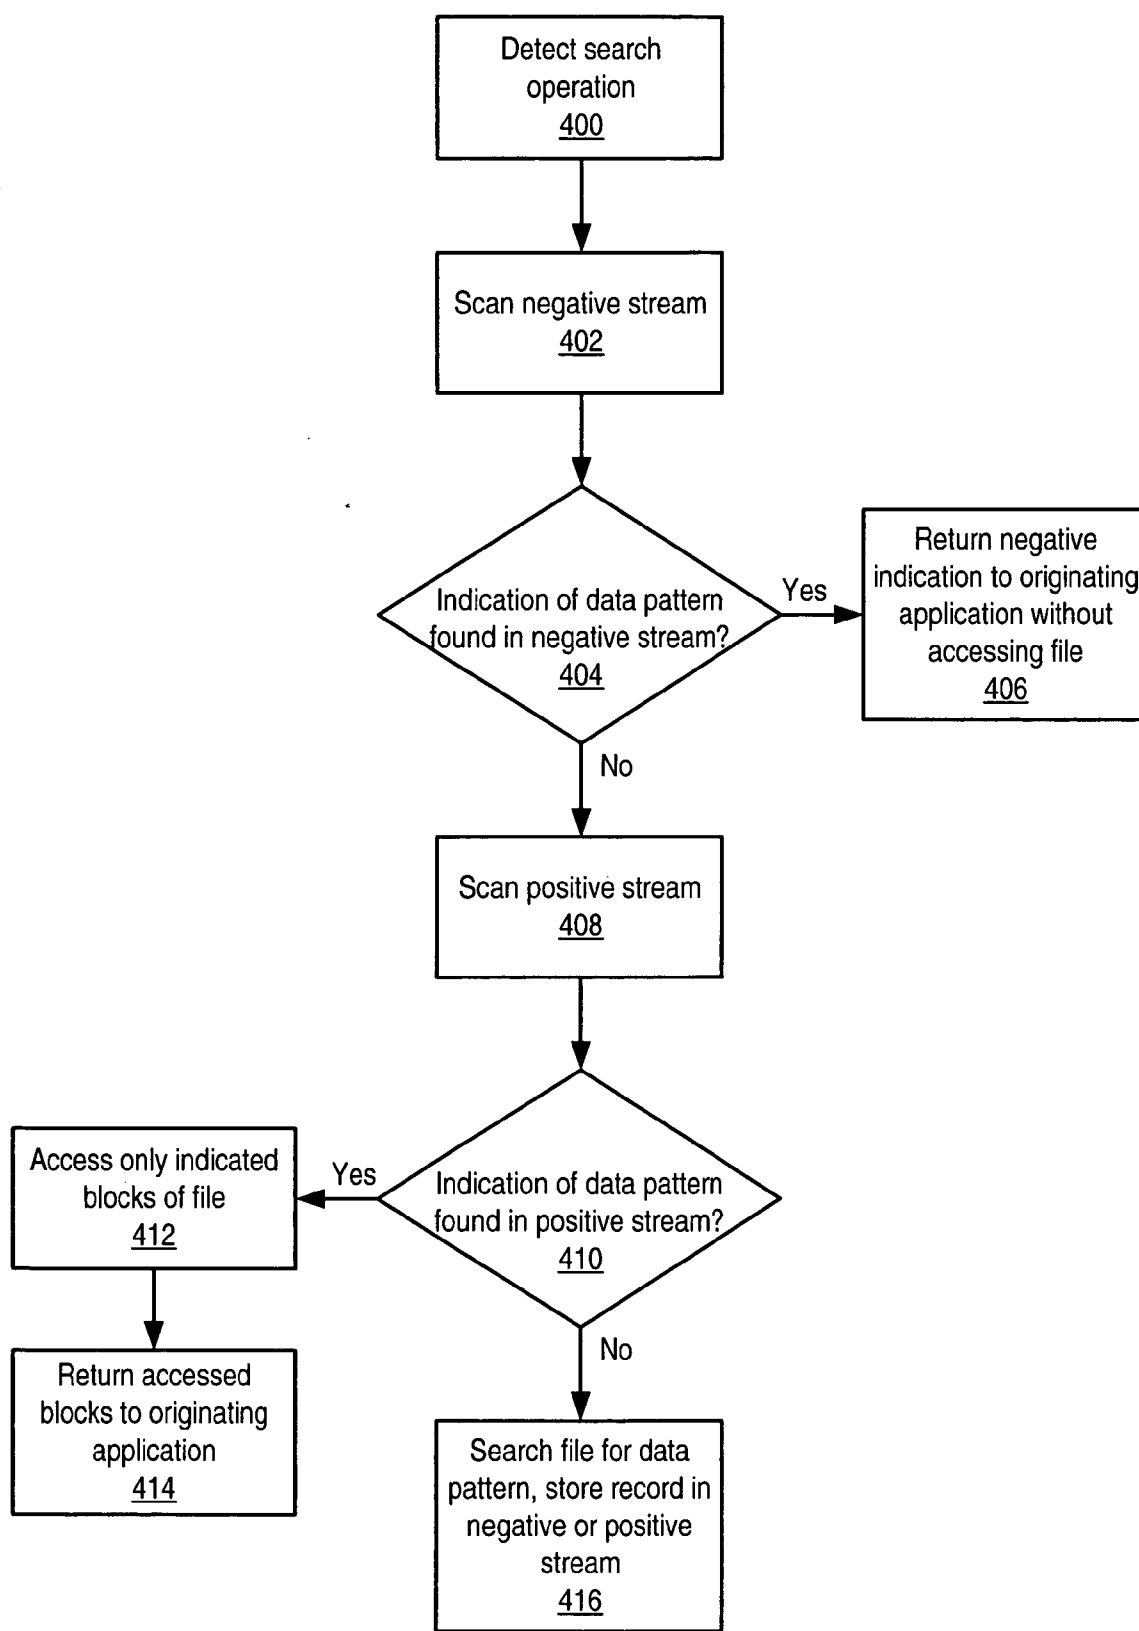 Detect search
operation
400
Scan negative stream
402
Indication of data pattern
found in negative stream?
404
Yes
Return negative
indication to originating
application without
accessing file
406
No
Scan positive stream
408
Indication of data pattern
found in positive stream?
410
Yes
Access only indicated
blocks of file
412
Return accessed
blocks to originating
application
414
No
Search file for data
pattern, store record in
negative or positive
stream
416